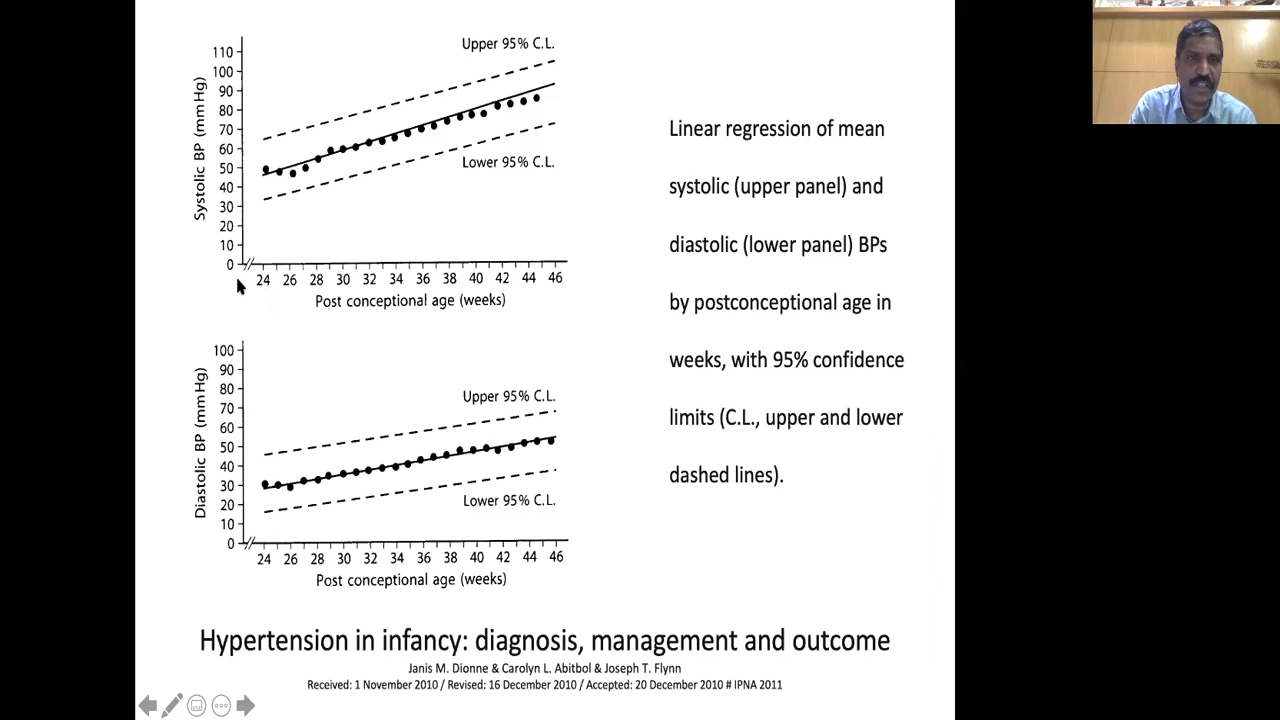 Upper 95% C.L.
110
100
90
80
70
60
50
40
30
20
10
0
Systolic BP (mm Hg)
Lower 95% C.L.
24 26 28 30 32 34 36 38 40 42 44 46
Post conceptional age (weeks)
100
90
80
70
60
50
40
30
20
10
0
Diastolic BP (mm Hg)
Upper 95% C.L.
Lower 95% C.L.
24 26 28 30 32 34 36 38 40 42 44 46
Post conceptional age (weeks)
Linear regression of mean
systolic (upper panel) and
diastolic (lower panel) BPs
by postconceptional age in
weeks, with 95% confidence
limits (C.L., upper and lower
dashed lines).
Hypertension in infancy: diagnosis, management and outcome
Janis M. Dionne & Carolyn L. Abitbol & Joseph T. Flynn
Received: 1 November 2010 / Revised: 16 December 2010 / Accepted: 20 December 2010 # IPNA 2011